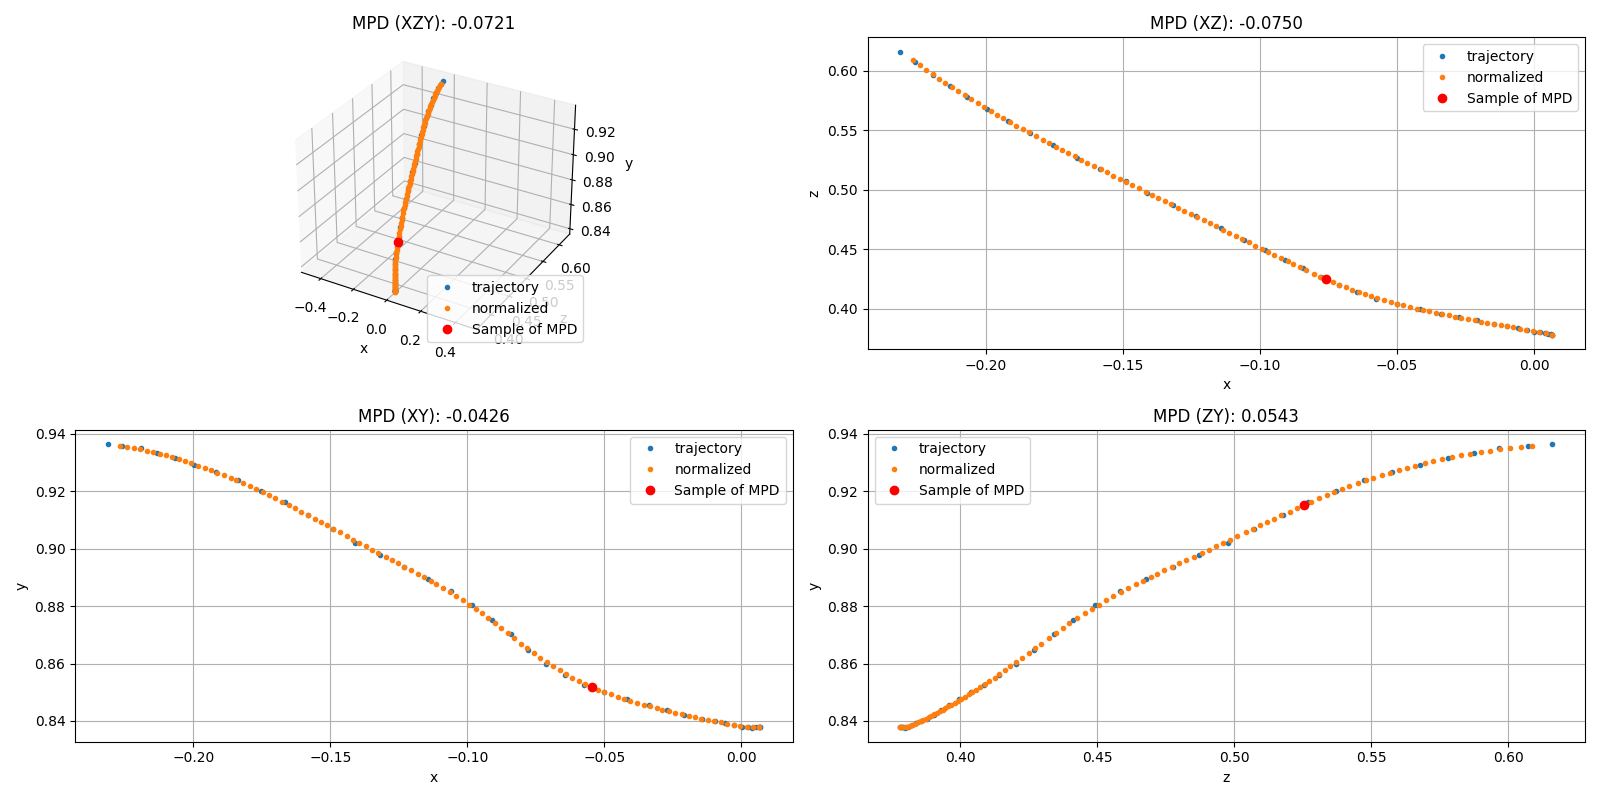 MPD (XZY): -0.0721
0.92
0.90
0.88
0.86
0.84
y
0.60
0.55
0.50
0.45
0.40
z
−0.4
−0.2
0.0
0.2
0.4
x
trajectory
normalized
Sample of MPD
MPD (XZ): -0.0750
0.60
0.55
0.50
0.45
0.40
z
−0.20
−0.15
−0.10
−0.05
0.00
x
trajectory
normalized
Sample of MPD
MPD (XY): -0.0426
0.94
0.92
0.90
0.88
0.86
0.84
y
−0.20
−0.15
−0.10
−0.05
0.00
x
trajectory
normalized
Sample of MPD
MPD (ZY): 0.0543
0.94
0.92
0.90
0.88
0.86
0.84
y
0.40
0.45
0.50
0.55
0.60
z
trajectory
normalized
Sample of MPD